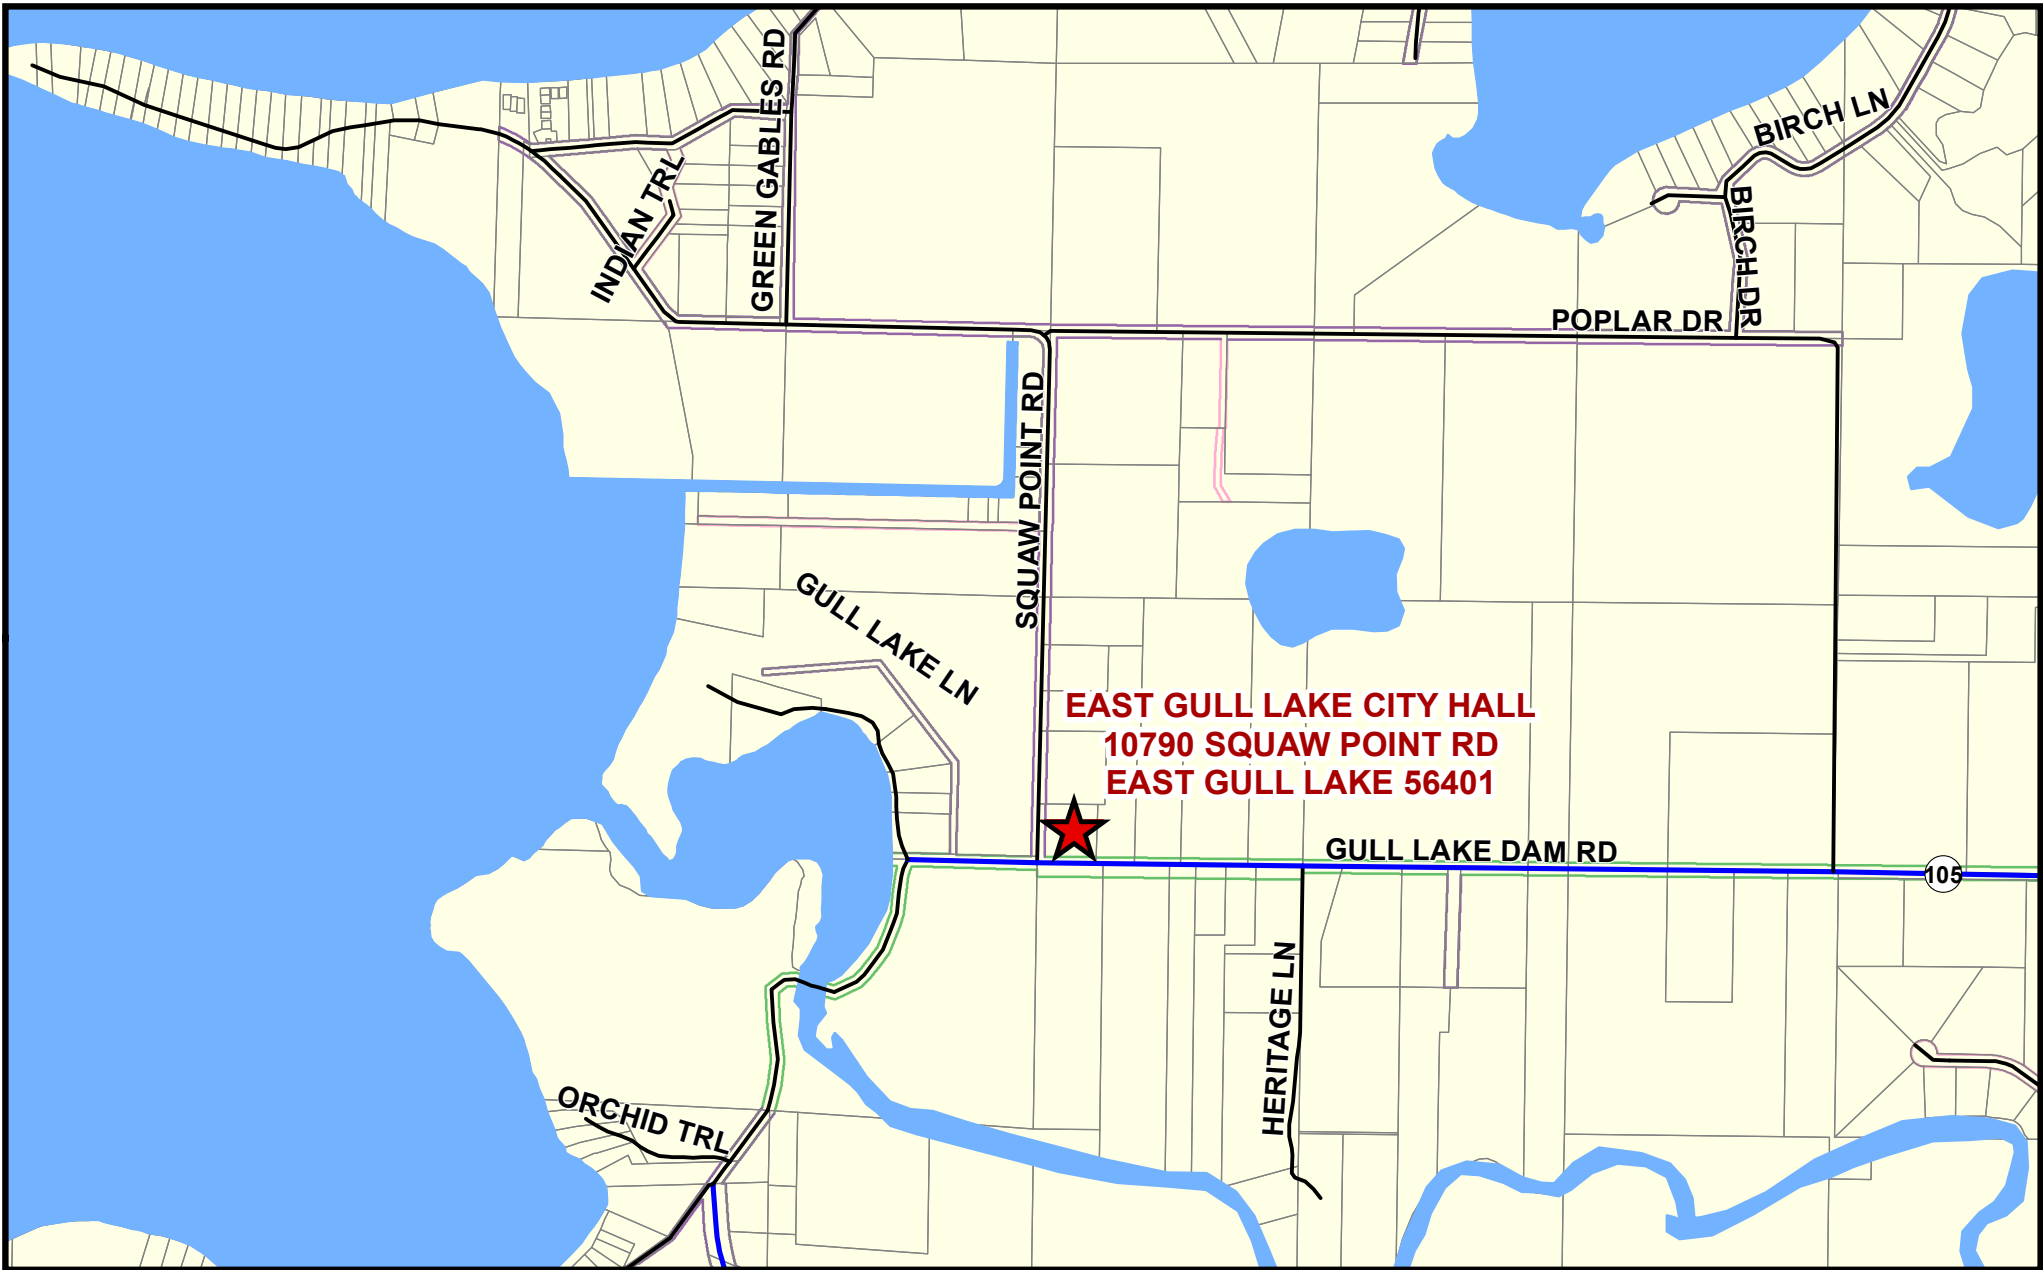 GREEN GABLES RD
BIRCH LN
INDIAN TRL
BIRCH DR
POPLAR DR
SQUAW POINT RD
GULL LAKE LN
EAST GULL LAKE CITY HALL
10790 SQUAW POINT RD
EAST GULL LAKE 56401
GULL LAKE DAM RD
105
HERITAGE LN
ORCHID TRL